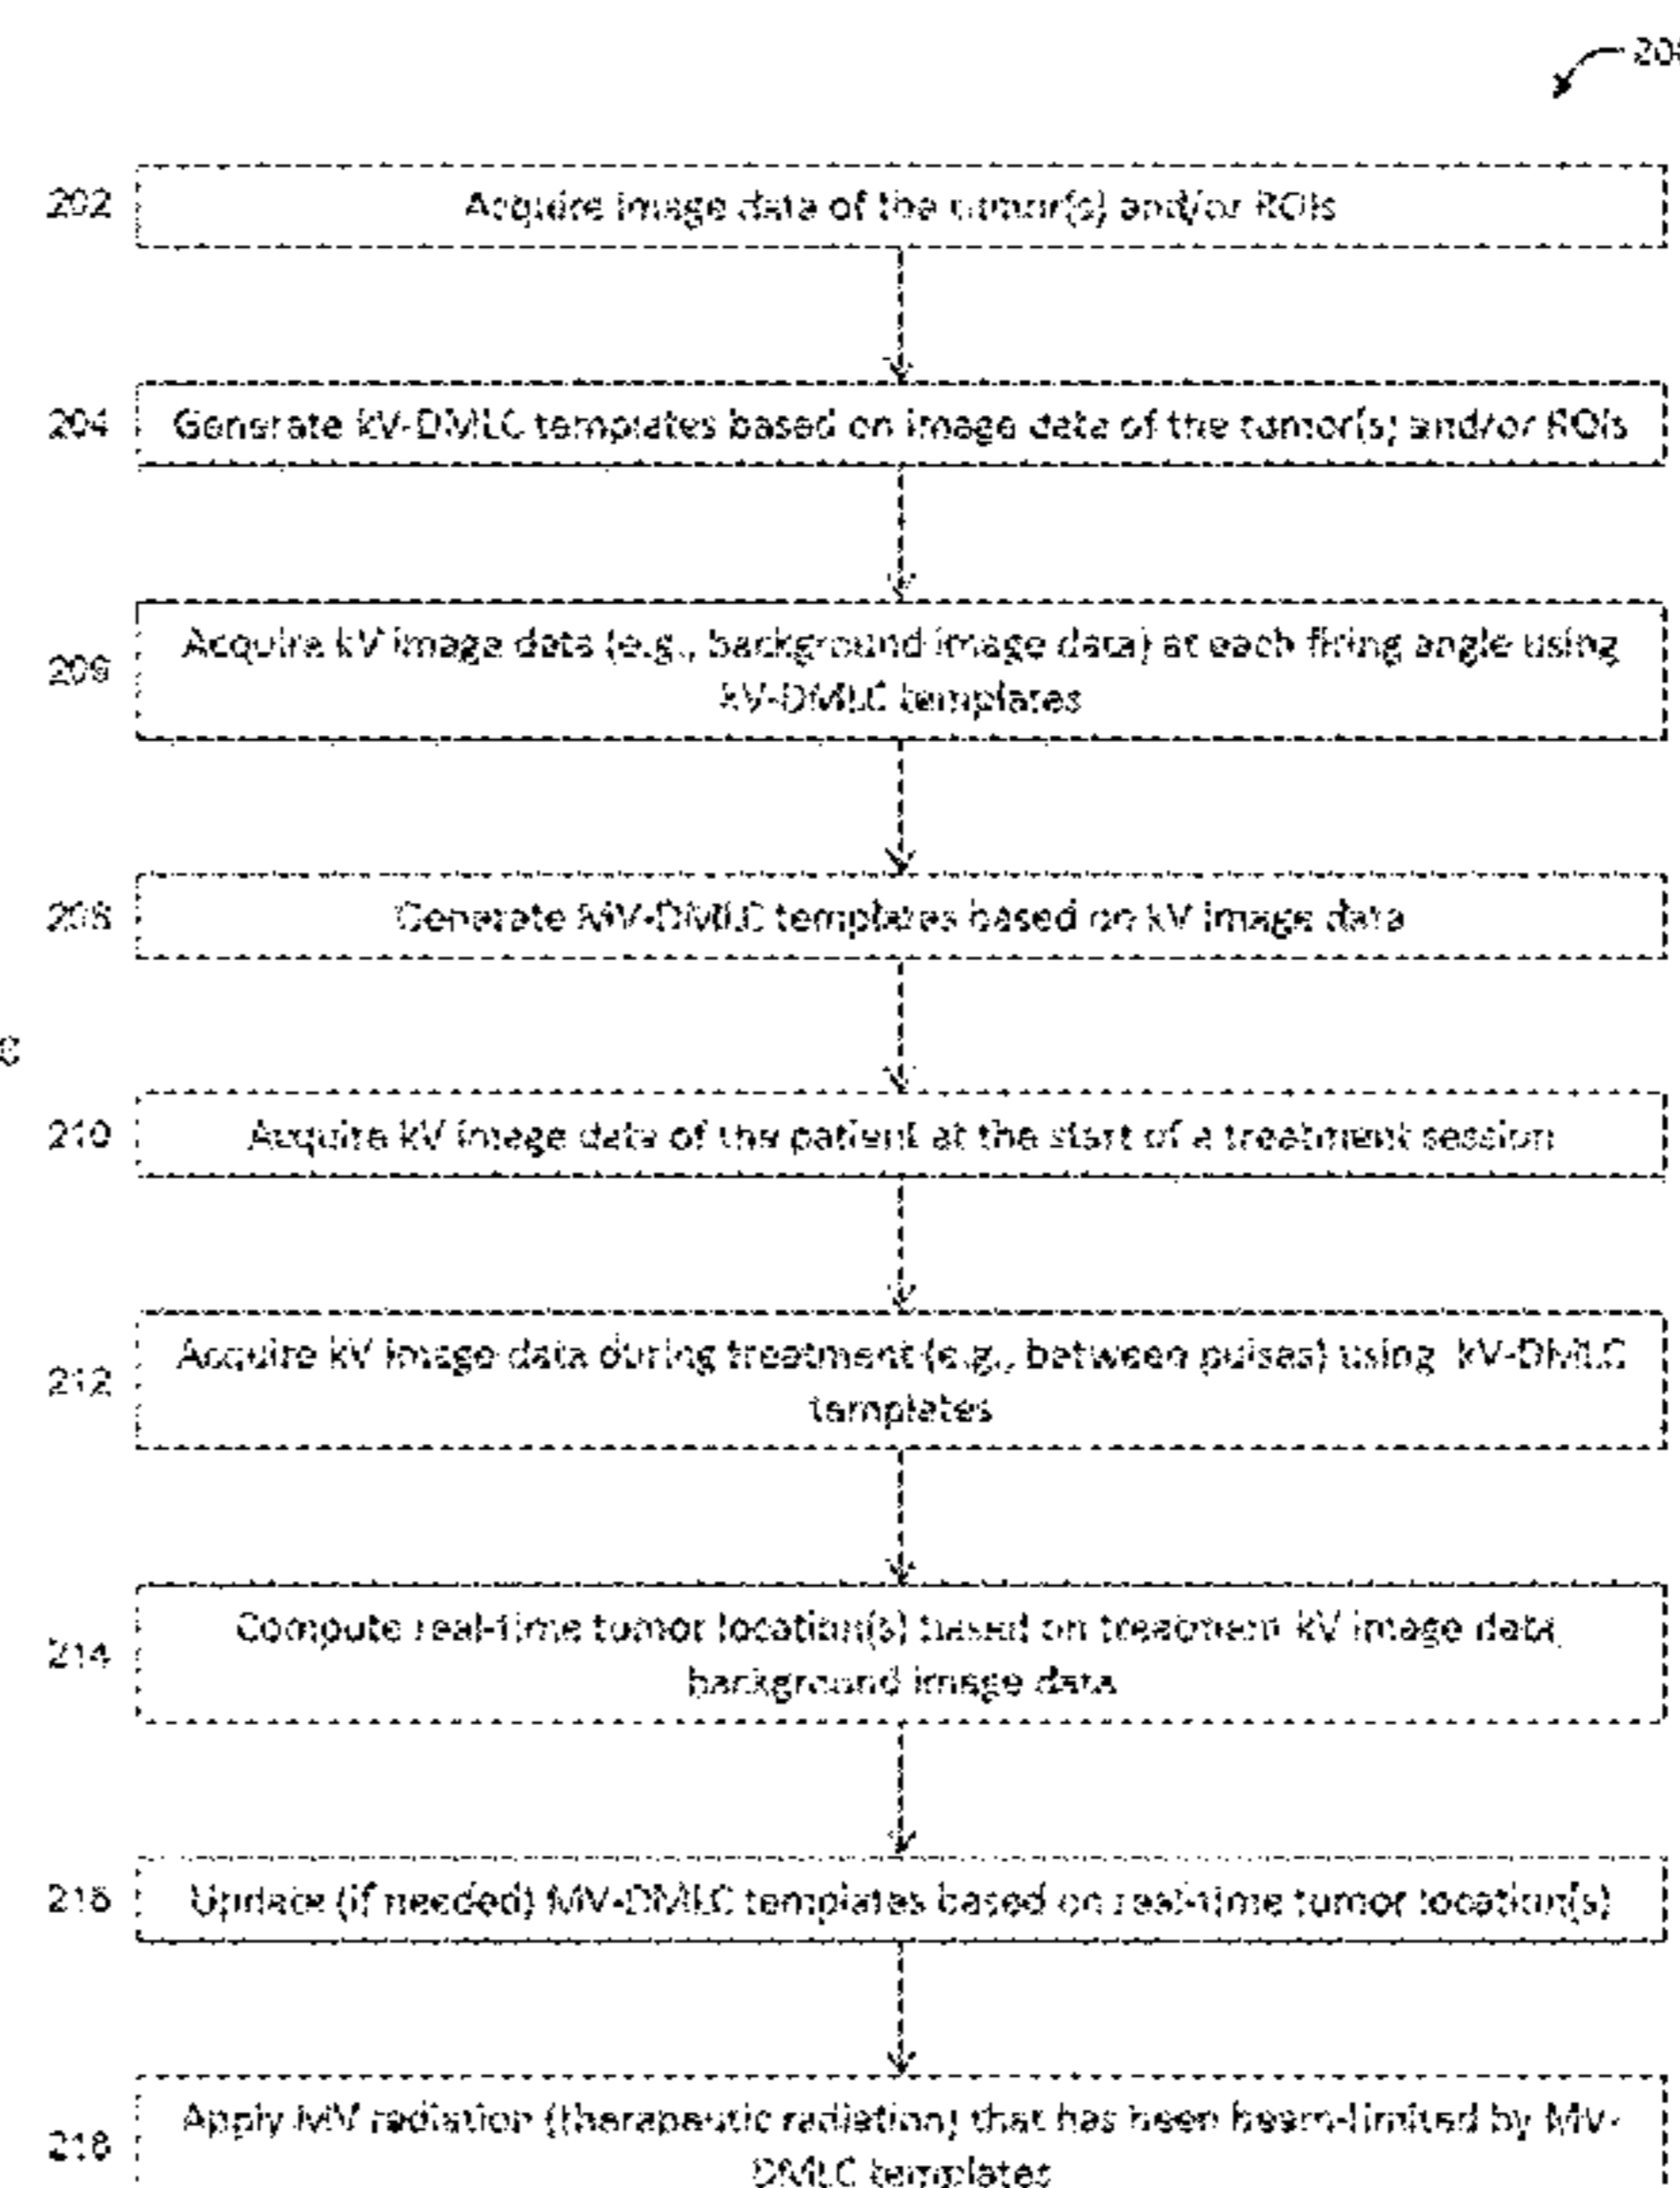 202
Acquire image data of the tumor(s) and/or ROIs
204
Generate kV-DMLC templates based on image data of the tumor(s) and/or ROIs
206
Acquire kV image data (e.g., background image data) at each firing angle using
kV-DMLC templates
208
Generate MV-DMLC templates based on kV image data
210
Acquire kV image data of the patient at the start of a treatment session
212
Acquire kV image data during treatment (e.g., between pulses) using kV-DMLC
templates
214
Compute real-time tumor location(s) based on treatment kV image data,
background image data
216
Update (if needed) MV-DMLC templates based on real-time tumor location(s)
218
Apply MV radiation (therapeutic radiation) that has been beam-limited by MV-
DMLC templates